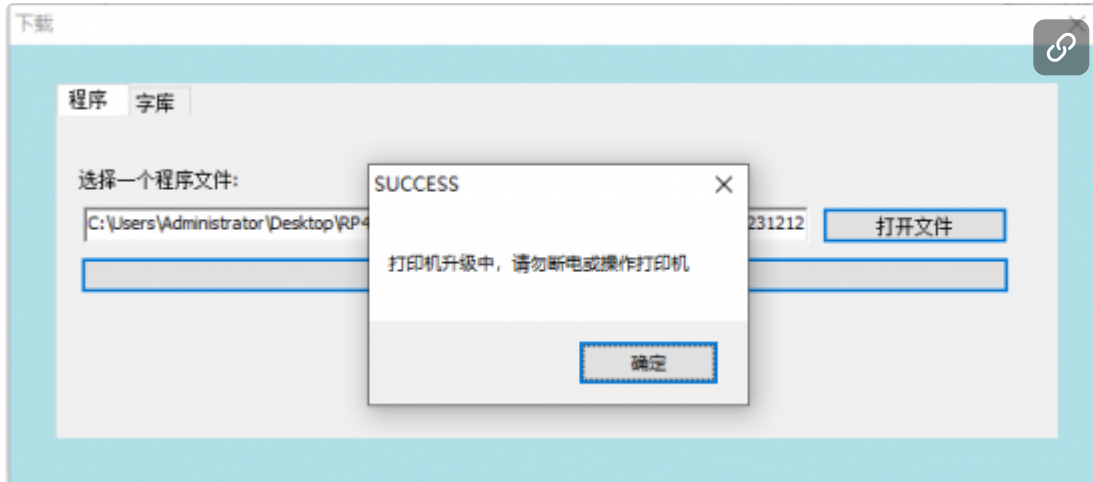 下载
程序
字库
选择一个程序文件:
C:\Users\Administrator\Desktop\RP4
231212
打开文件
SUCCESS
打印机升级中，请勿断电或操作打印机
确定